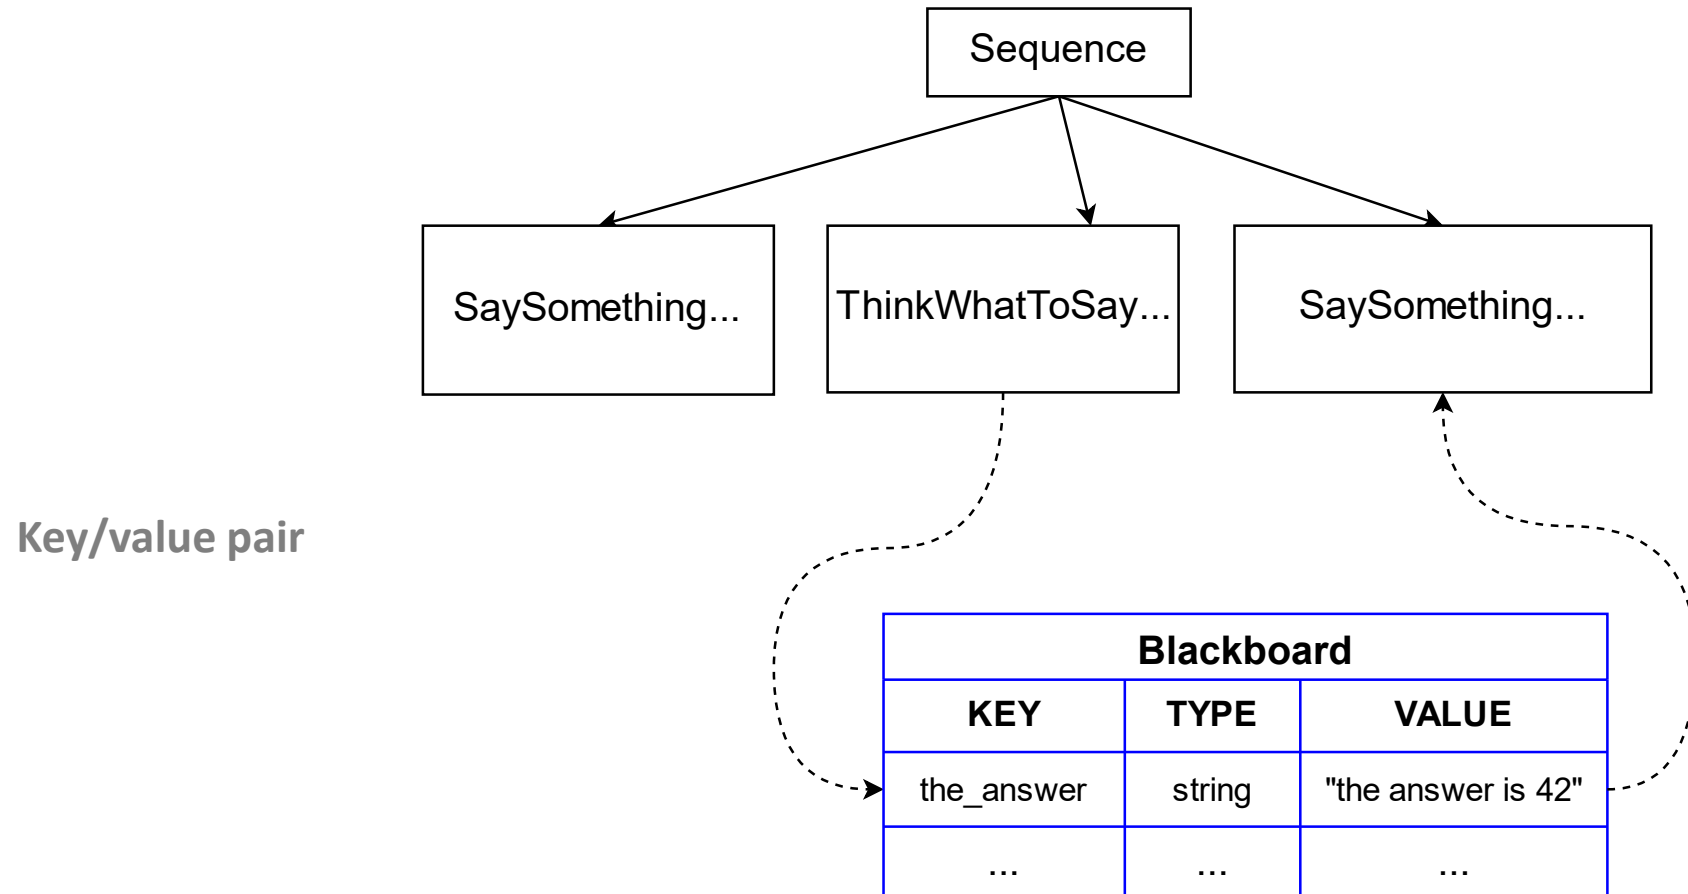 Sequence
SaySomething...
ThinkWhatToSay...
SaySomething...
Key/value pair
Blackboard
KEY TYPE VALUE
the_answer string "the answer is 42"
... ... ...